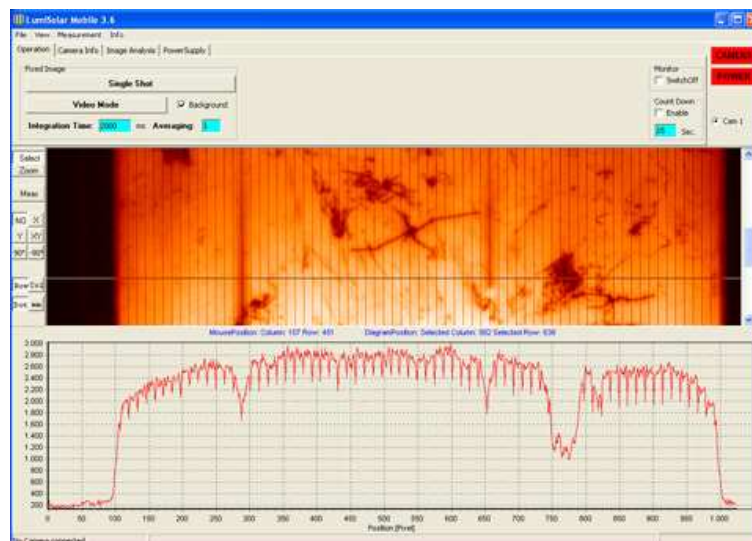 LumiSolar Mobile 3.6
File View Measurement Info
Operation Camera Info Image Analysis PowerSupply
Fixed Image
Single Shot
Video Mode Background
Integration Time: 2000 ms Averaging:
Monitor
SwitchOff
Count Down
Enable
Sec.
CAMERA
POWER
Cam 1
Select
Zoom
Meas
NO X
Y XY
90° -90°
MousePosition: Column: 107 Row: 401 DiagramPosition: Selected Column: Selected Row:
3.000
2.800
2.600
2.400
2.200
2.000
1.800
1.600
1.400
1.200
1.000
800
600
400
200
0 50 100 150 200 250 300 350 400 450 500 550 600 650 700 750 800 850 900 950 1.000
Position [Pixel]
No Camera connected